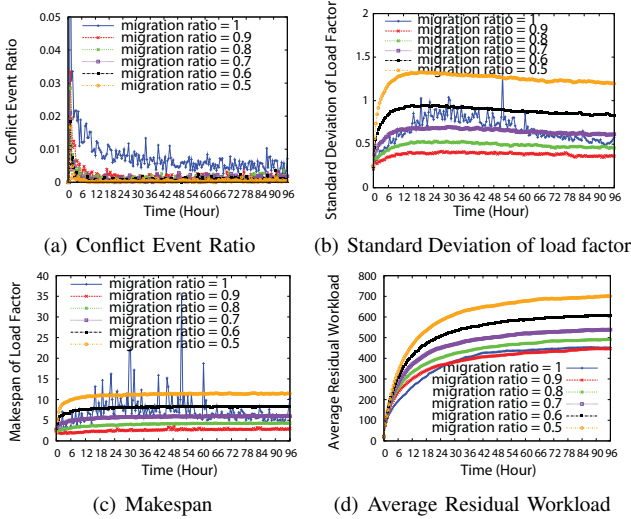 0.05
0.04
0.03
0.02
0.01
0
Conflict Event Ratio
migration ratio = 1
migration ratio = 0.9
migration ratio = 0.8
migration ratio = 0.7
migration ratio = 0.6
migration ratio = 0.5
0 6 12 18 24 30 36 42 48 54 60 66 72 78 84 90 96
Time (Hour)
(a) Conflict Event Ratio
2
1.5
1
0.5
0
Standard Deviation of Load Factor
migration ratio = 1
migration ratio = 0.9
migration ratio = 0.8
migration ratio = 0.7
migration ratio = 0.6
migration ratio = 0.5
0 6 12 18 24 30 36 42 48 54 60 66 72 78 84 90 96
Time (Hour)
(b) Standard Deviation of load factor
40
35
30
25
20
15
10
5
0
Makespan of Load Factor
migration ratio = 1
migration ratio = 0.9
migration ratio = 0.8
migration ratio = 0.7
migration ratio = 0.6
migration ratio = 0.5
0 6 12 18 24 30 36 42 48 54 60 66 72 78 84 90 96
Time (Hour)
(c) Makespan
800
700
600
500
400
300
200
100
0
Average Residual Workload
migration ratio = 1
migration ratio = 0.9
migration ratio = 0.8
migration ratio = 0.7
migration ratio = 0.6
migration ratio = 0.5
0 6 12 18 24 30 36 42 48 54 60 66 72 78 84 90 96
Time (Hour)
(d) Average Residual Workload